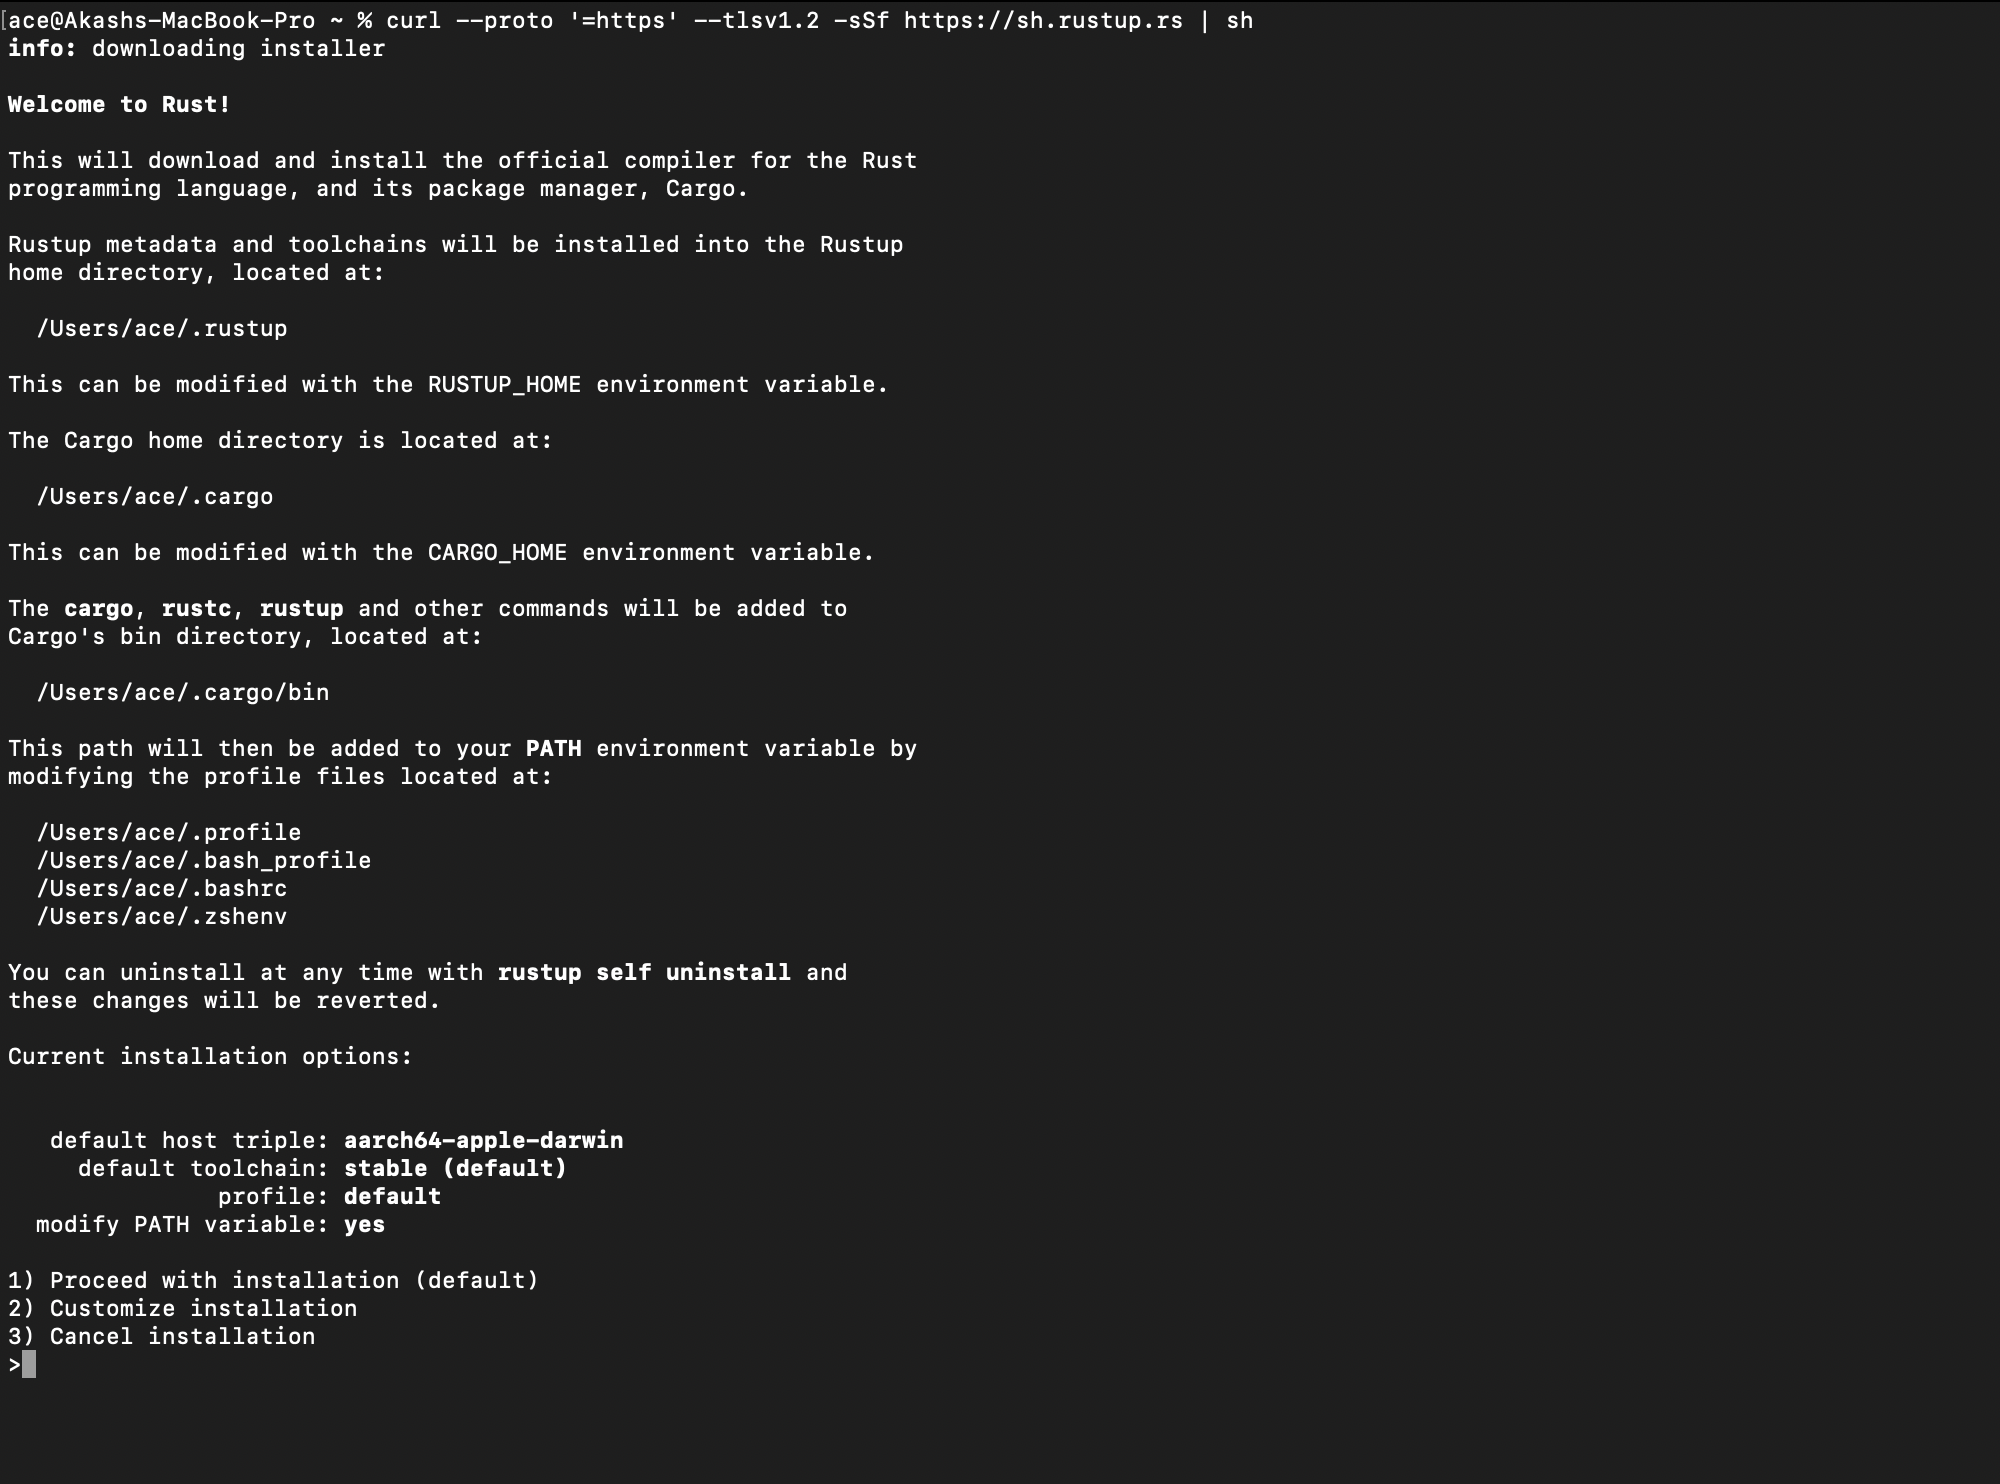 [ace@Akashs-MacBook-Pro ~ % curl --proto '=https' --tlsv1.2 -sSf https://sh.rustup.rs | sh
info: downloading installer

Welcome to Rust!

This will download and install the official compiler for the Rust
programming language, and its package manager, Cargo.

Rustup metadata and toolchains will be installed into the Rustup
home directory, located at:

  /Users/ace/.rustup

This can be modified with the RUSTUP_HOME environment variable.

The Cargo home directory is located at:

  /Users/ace/.cargo

This can be modified with the CARGO_HOME environment variable.

The cargo, rustc, rustup and other commands will be added to
Cargo's bin directory, located at:

  /Users/ace/.cargo/bin

This path will then be added to your PATH environment variable by
modifying the profile files located at:

  /Users/ace/.profile
  /Users/ace/.bash_profile
  /Users/ace/.bashrc
  /Users/ace/.zshenv

You can uninstall at any time with rustup self uninstall and
these changes will be reverted.

Current installation options:


   default host triple: aarch64-apple-darwin
     default toolchain: stable (default)
               profile: default
  modify PATH variable: yes

1) Proceed with installation (default)
2) Customize installation
3) Cancel installation
>